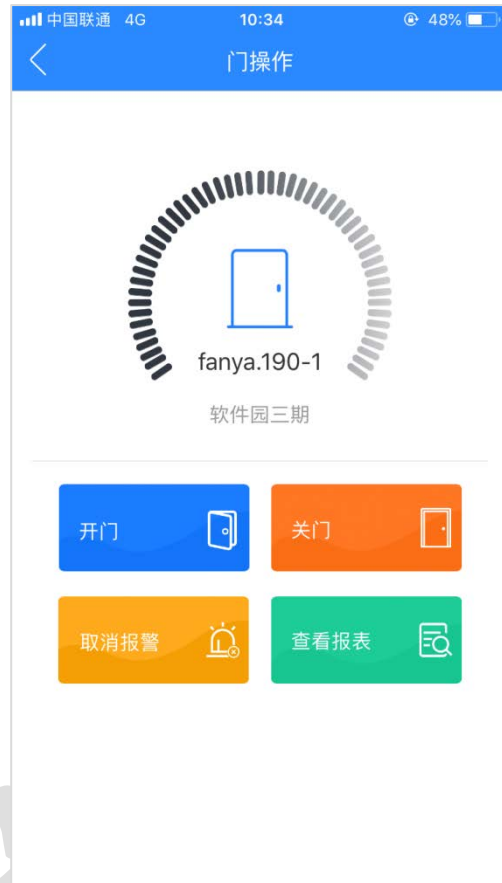 中国联通 4G 10:34 48%
门操作
fanya.190-1
软件园三期
开门 关门
取消报警 查看报表